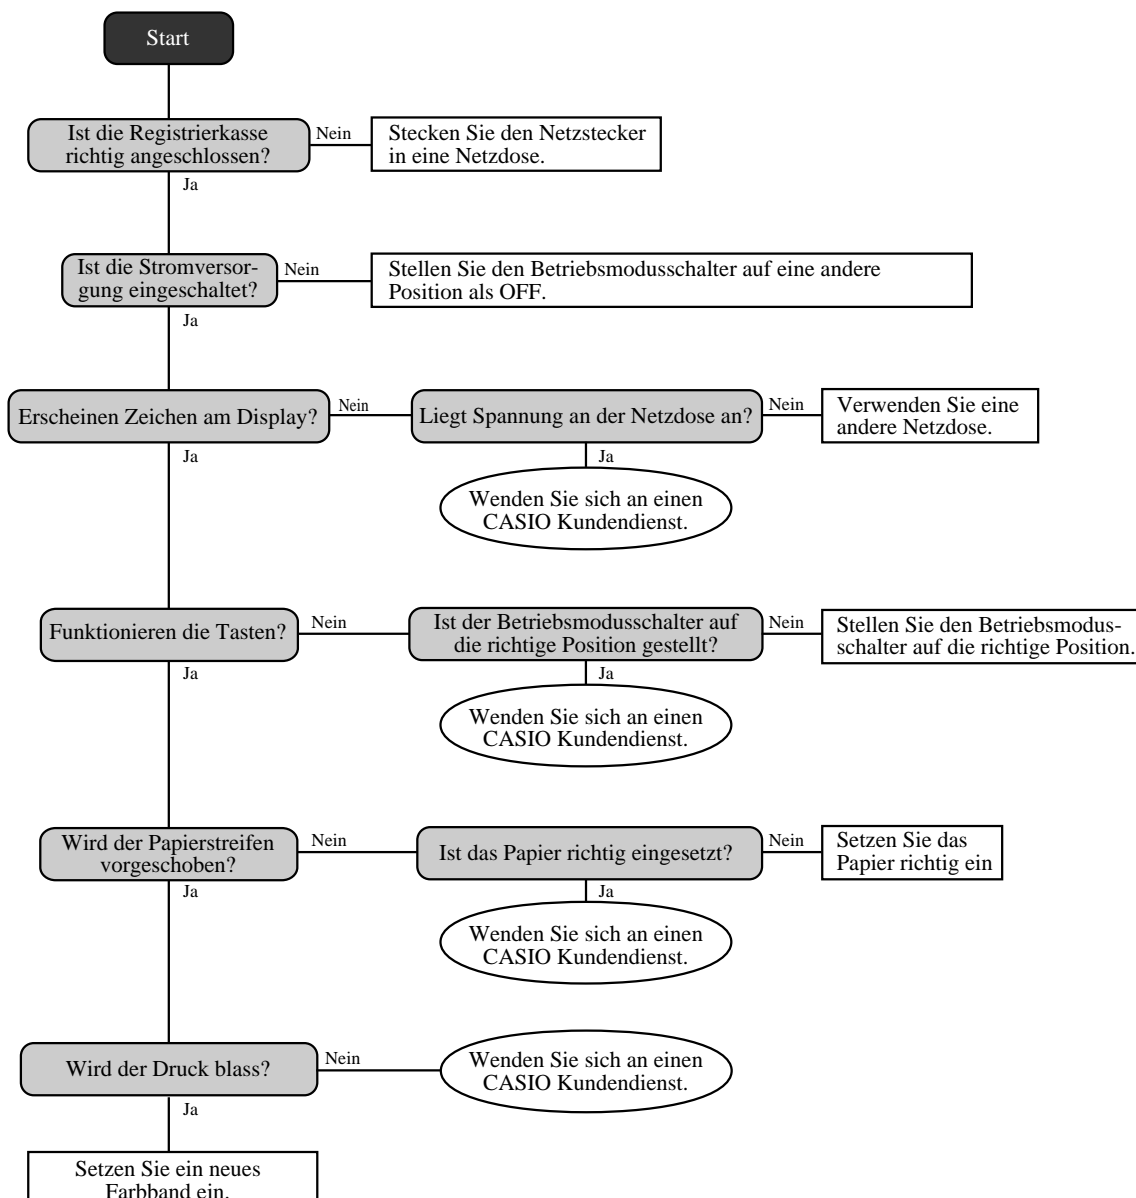 Start
Ist die Registrierkasse
richtig angeschlossen?
Nein
Stecken Sie den Netzstecker
in eine Netzdose.
Ja
Ist die Stromversor-
gung eingeschaltet?
Nein
Stellen Sie den Betriebsmodusschalter auf eine andere
Position als OFF.
Ja
Erscheinen Zeichen am Display?
Nein
Liegt Spannung an der Netzdose an?
Nein
Verwenden Sie eine
andere Netzdose.
Ja
Ja
Wenden Sie sich an einen
CASIO Kundendienst.
Funktionieren die Tasten?
Nein
Ist der Betriebsmodusschalter auf
die richtige Position gestellt?
Nein
Stellen Sie den Betriebsmodus-
schalter auf die richtige Position.
Ja
Ja
Wenden Sie sich an einen
CASIO Kundendienst.
Wird der Papierstreifen
vorgeschoben?
Nein
Ist das Papier richtig eingesetzt?
Nein
Setzen Sie das
Papier richtig ein
Ja
Ja
Wenden Sie sich an einen
CASIO Kundendienst.
Wird der Druck blass?
Nein
Wenden Sie sich an einen
CASIO Kundendienst.
Ja
Setzen Sie ein neues
Farbband ein.